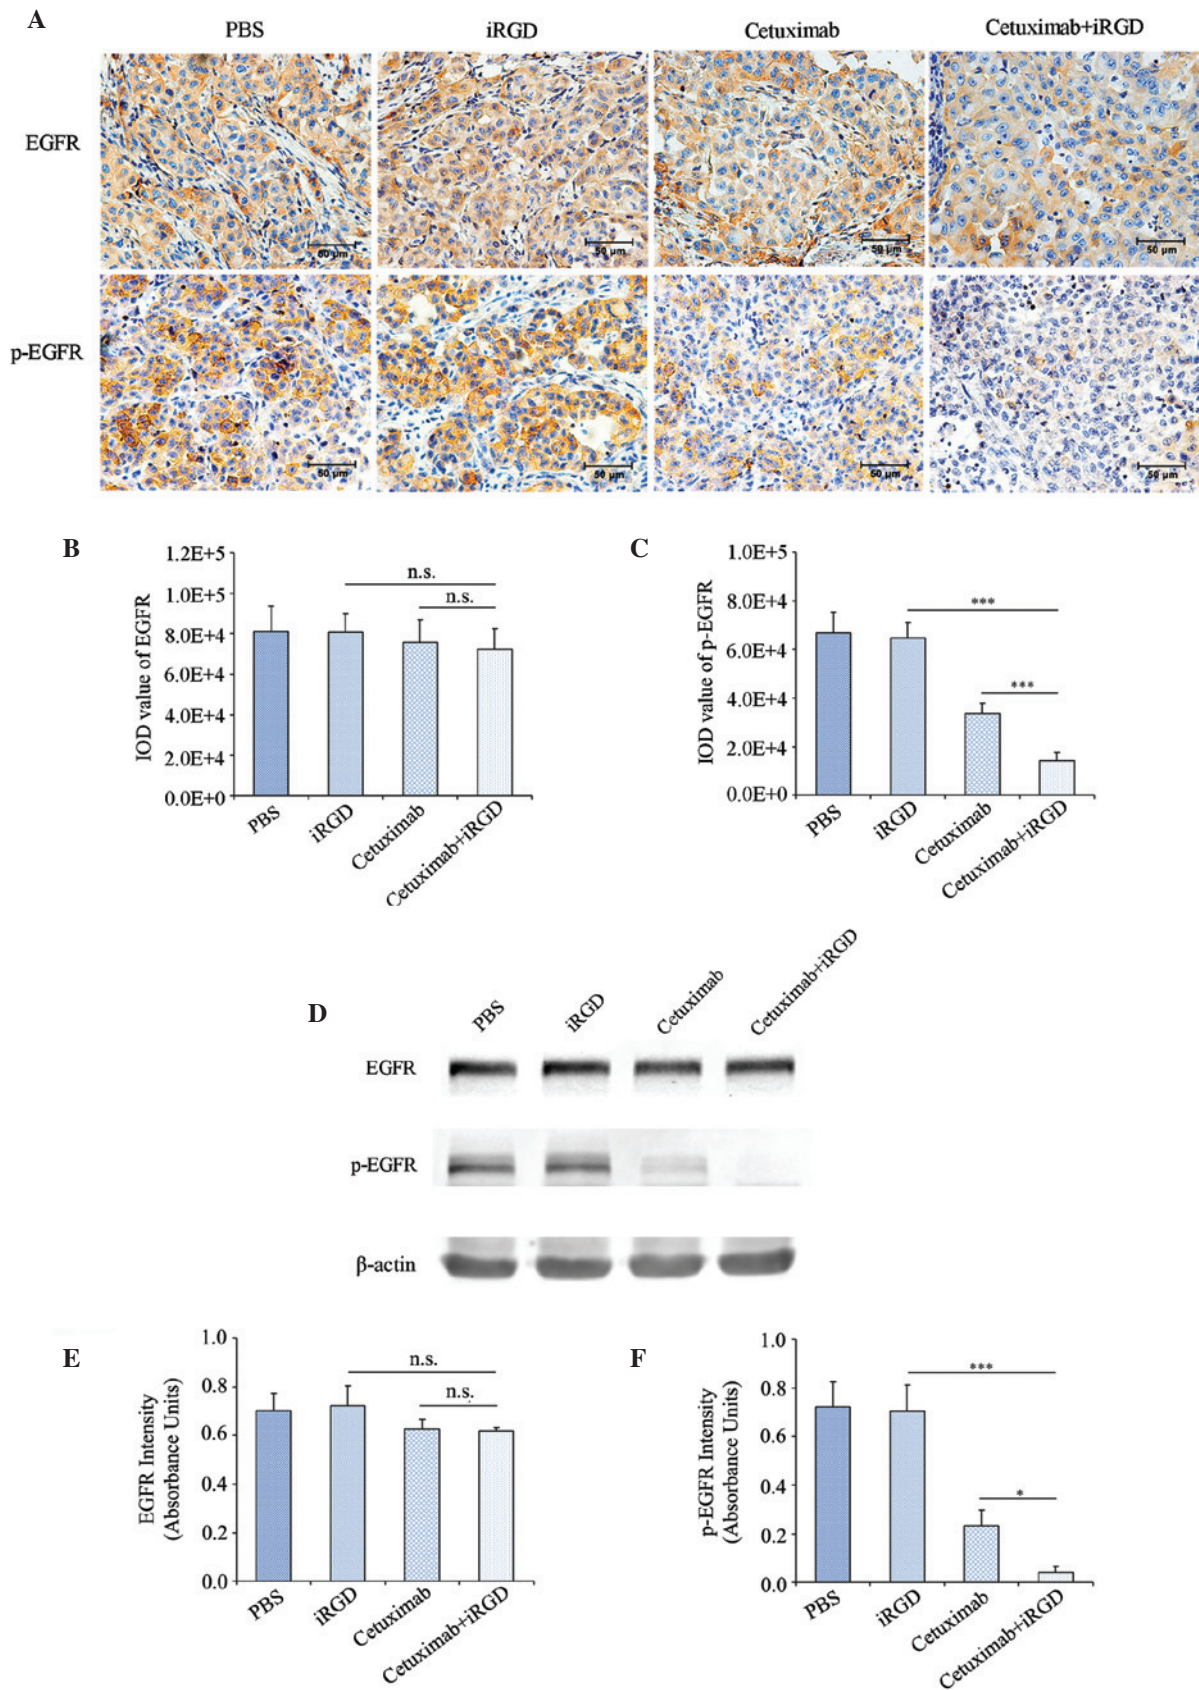 A
PBS
iRGD
Cetuximab
Cetuximab+iRGD
EGFR
50 μm
50 μm
50 μm
50 μm
p-EGFR
50 μm
50 μm
50 μm
50 μm
B
IOD value of EGFR
1.2E+5
1.0E+5
8.0E+4
6.0E+4
4.0E+4
2.0E+4
0.0E+0
n.s.
n.s.
PBS
iRGD
Cetuximab
Cetuximab+iRGD
C
IOD value of p-EGFR
1.0E+5
8.0E+4
6.0E+4
4.0E+4
2.0E+4
0.0E+0
***
***
PBS
iRGD
Cetuximab
Cetuximab+iRGD
D
PBS
iRGD
Cetuximab
Cetuximab+iRGD
EGFR
p-EGFR
β-actin
E
EGFR Intensity
(Absorbance Units)
1.0
0.8
0.6
0.4
0.2
0.0
n.s.
n.s.
PBS
iRGD
Cetuximab
Cetuximab+iRGD
F
p-EGFR Intensity
(Absorbance Units)
1.0
0.8
0.6
0.4
0.2
0.0
***
*
PBS
iRGD
Cetuximab
Cetuximab+iRGD